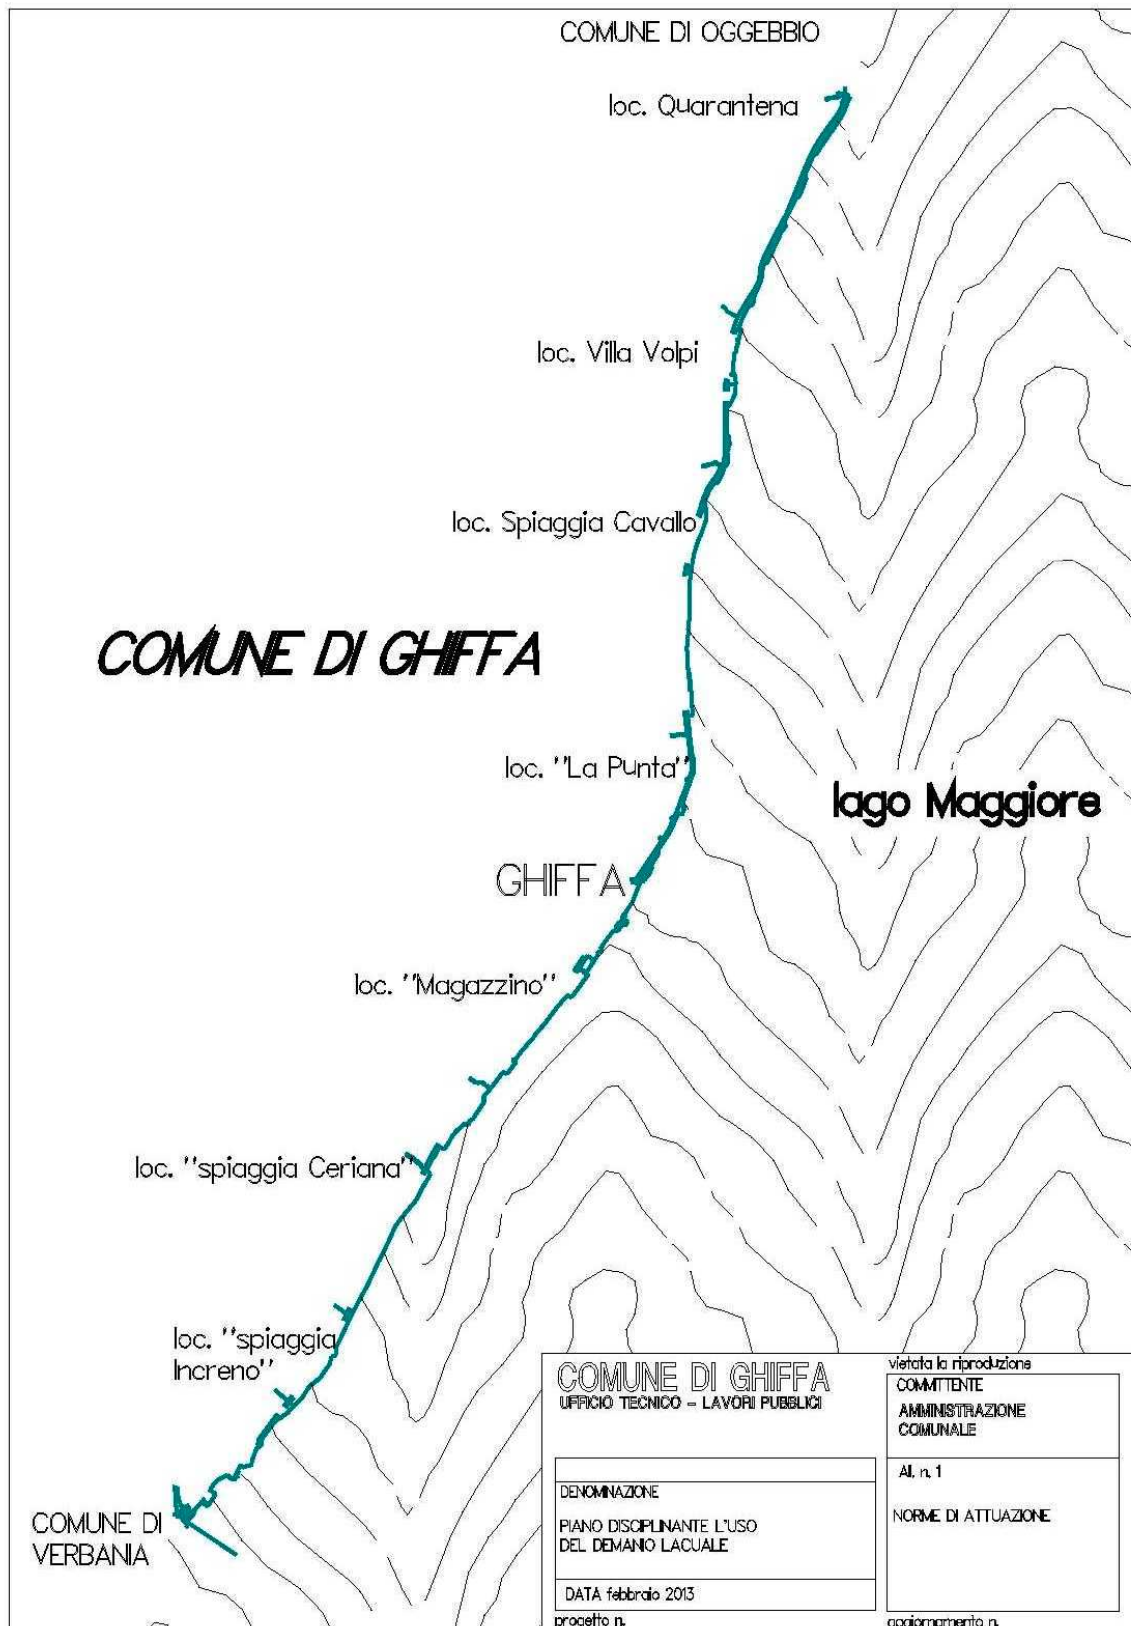 COMUNE DI OGGEBBIO
loc. Quarantena
loc. Villa Volpi
loc. Spiaggia Cavallo
COMUNE DI GHIFFA
loc. ''La Punta''
lago Maggiore
GHIFFA
loc. ''Magazzino''
loc. ''spiaggia Ceriana''
loc. ''spiaggia
Increno''
COMUNE DI
VERBANIA
COMUNE DI GHIFFA
UFFICIO TECNICO - LAVORI PUBBLICI
vietata la riproduzione
COMMITTENTE
AMMINISTRAZIONE
COMUNALE
DENOMINAZIONE
PIANO DISCIPLINANTE L'USO
DEL DEMANIO LACUALE
All. n. 1
NORME DI ATTUAZIONE
DATA febbraio 2013
progetto n.
aggiornamento n.